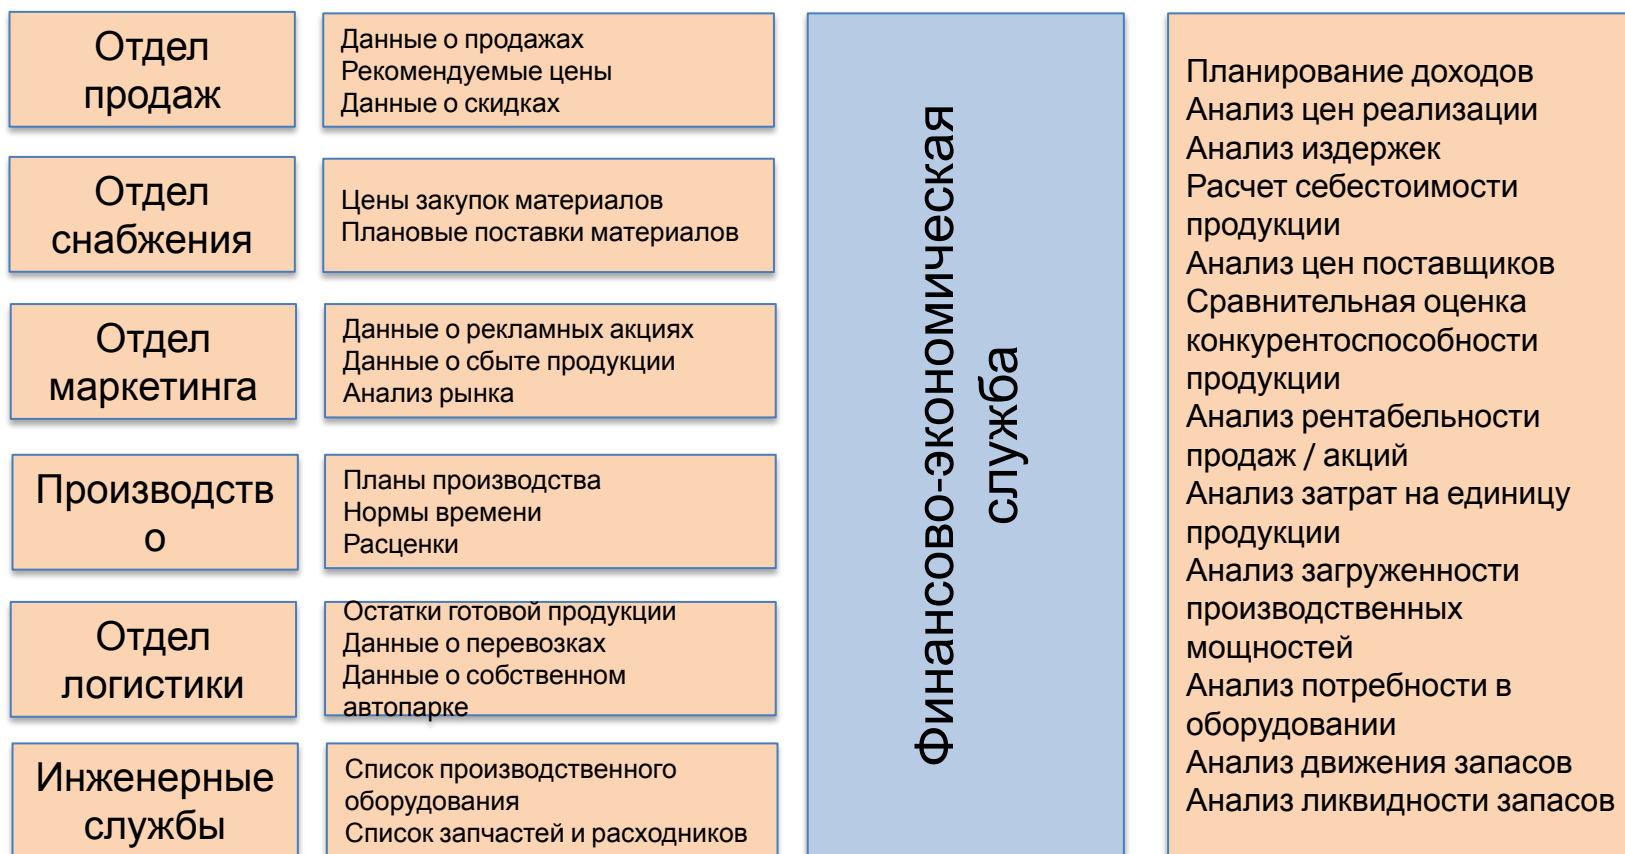 Отдел
продаж
Данные о продажах
Рекомендуемые цены
Данные о скидках
Отдел
снабжения
Цены закупок материалов
Плановые поставки материалов
Отдел
маркетинга
Данные о рекламных акциях
Данные о сбыте продукции
Анализ рынка
Производств
о
Планы производства
Нормы времени
Расценки
Отдел
логистики
Остатки готовой продукции
Данные о перевозках
Данные о собственном
автопарке
Инженерные
службы
Список производственного
оборудования
Список запчастей и расходников
Финансово-экономическая
служба
Планирование доходов
Анализ цен реализации
Анализ издержек
Расчет себестоимости
продукции
Анализ цен поставщиков
Сравнительная оценка
конкурентоспособности
продукции
Анализ рентабельности
продаж / акций
Анализ затрат на единицу
продукции
Анализ загруженности
производственных
мощностей
Анализ потребности в
оборудовании
Анализ движения запасов
Анализ ликвидности запасов